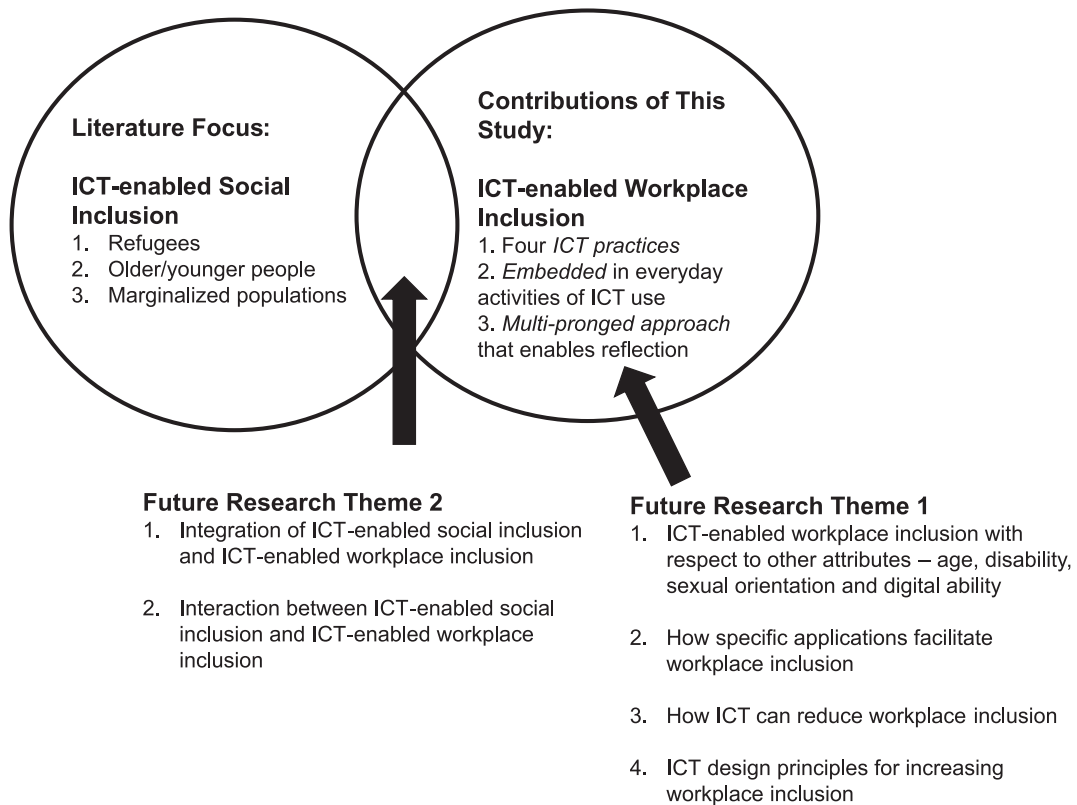 Literature Focus:
ICT-enabled Social
Inclusion
1. Refugees
2. Older/younger people
3. Marginalized populations
Contributions of This
Study:
ICT-enabled Workplace
Inclusion
1. Four ICT practices
2. Embedded in everyday
activities of ICT use
3. Multi-pronged approach
that enables reflection
Future Research Theme 2
1. Integration of ICT-enabled social inclusion
and ICT-enabled workplace inclusion
2. Interaction between ICT-enabled social
inclusion and ICT-enabled workplace
inclusion
Future Research Theme 1
1. ICT-enabled workplace inclusion with
respect to other attributes – age, disability,
sexual orientation and digital ability
2. How specific applications facilitate
workplace inclusion
3. How ICT can reduce workplace inclusion
4. ICT design principles for increasing
workplace inclusion